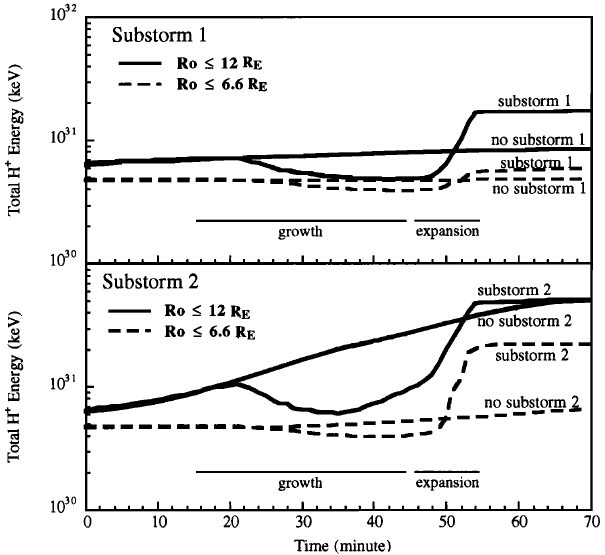 10^32
Substorm 1
Ro ≤ 12 RE
Ro ≤ 6.6 RE
substorm 1
no substorm 1
substorm 1
no substorm 1
10^31
Total H+ Energy (keV)
growth
expansion
10^30
Substorm 2
Ro ≤ 12 RE
Ro ≤ 6.6 RE
substorm 2
no substorm 2
substorm 2
no substorm 2
10^31
Total H+ Energy (keV)
growth
expansion
10^30
0 10 20 30 40 50 60 70
Time (minute)